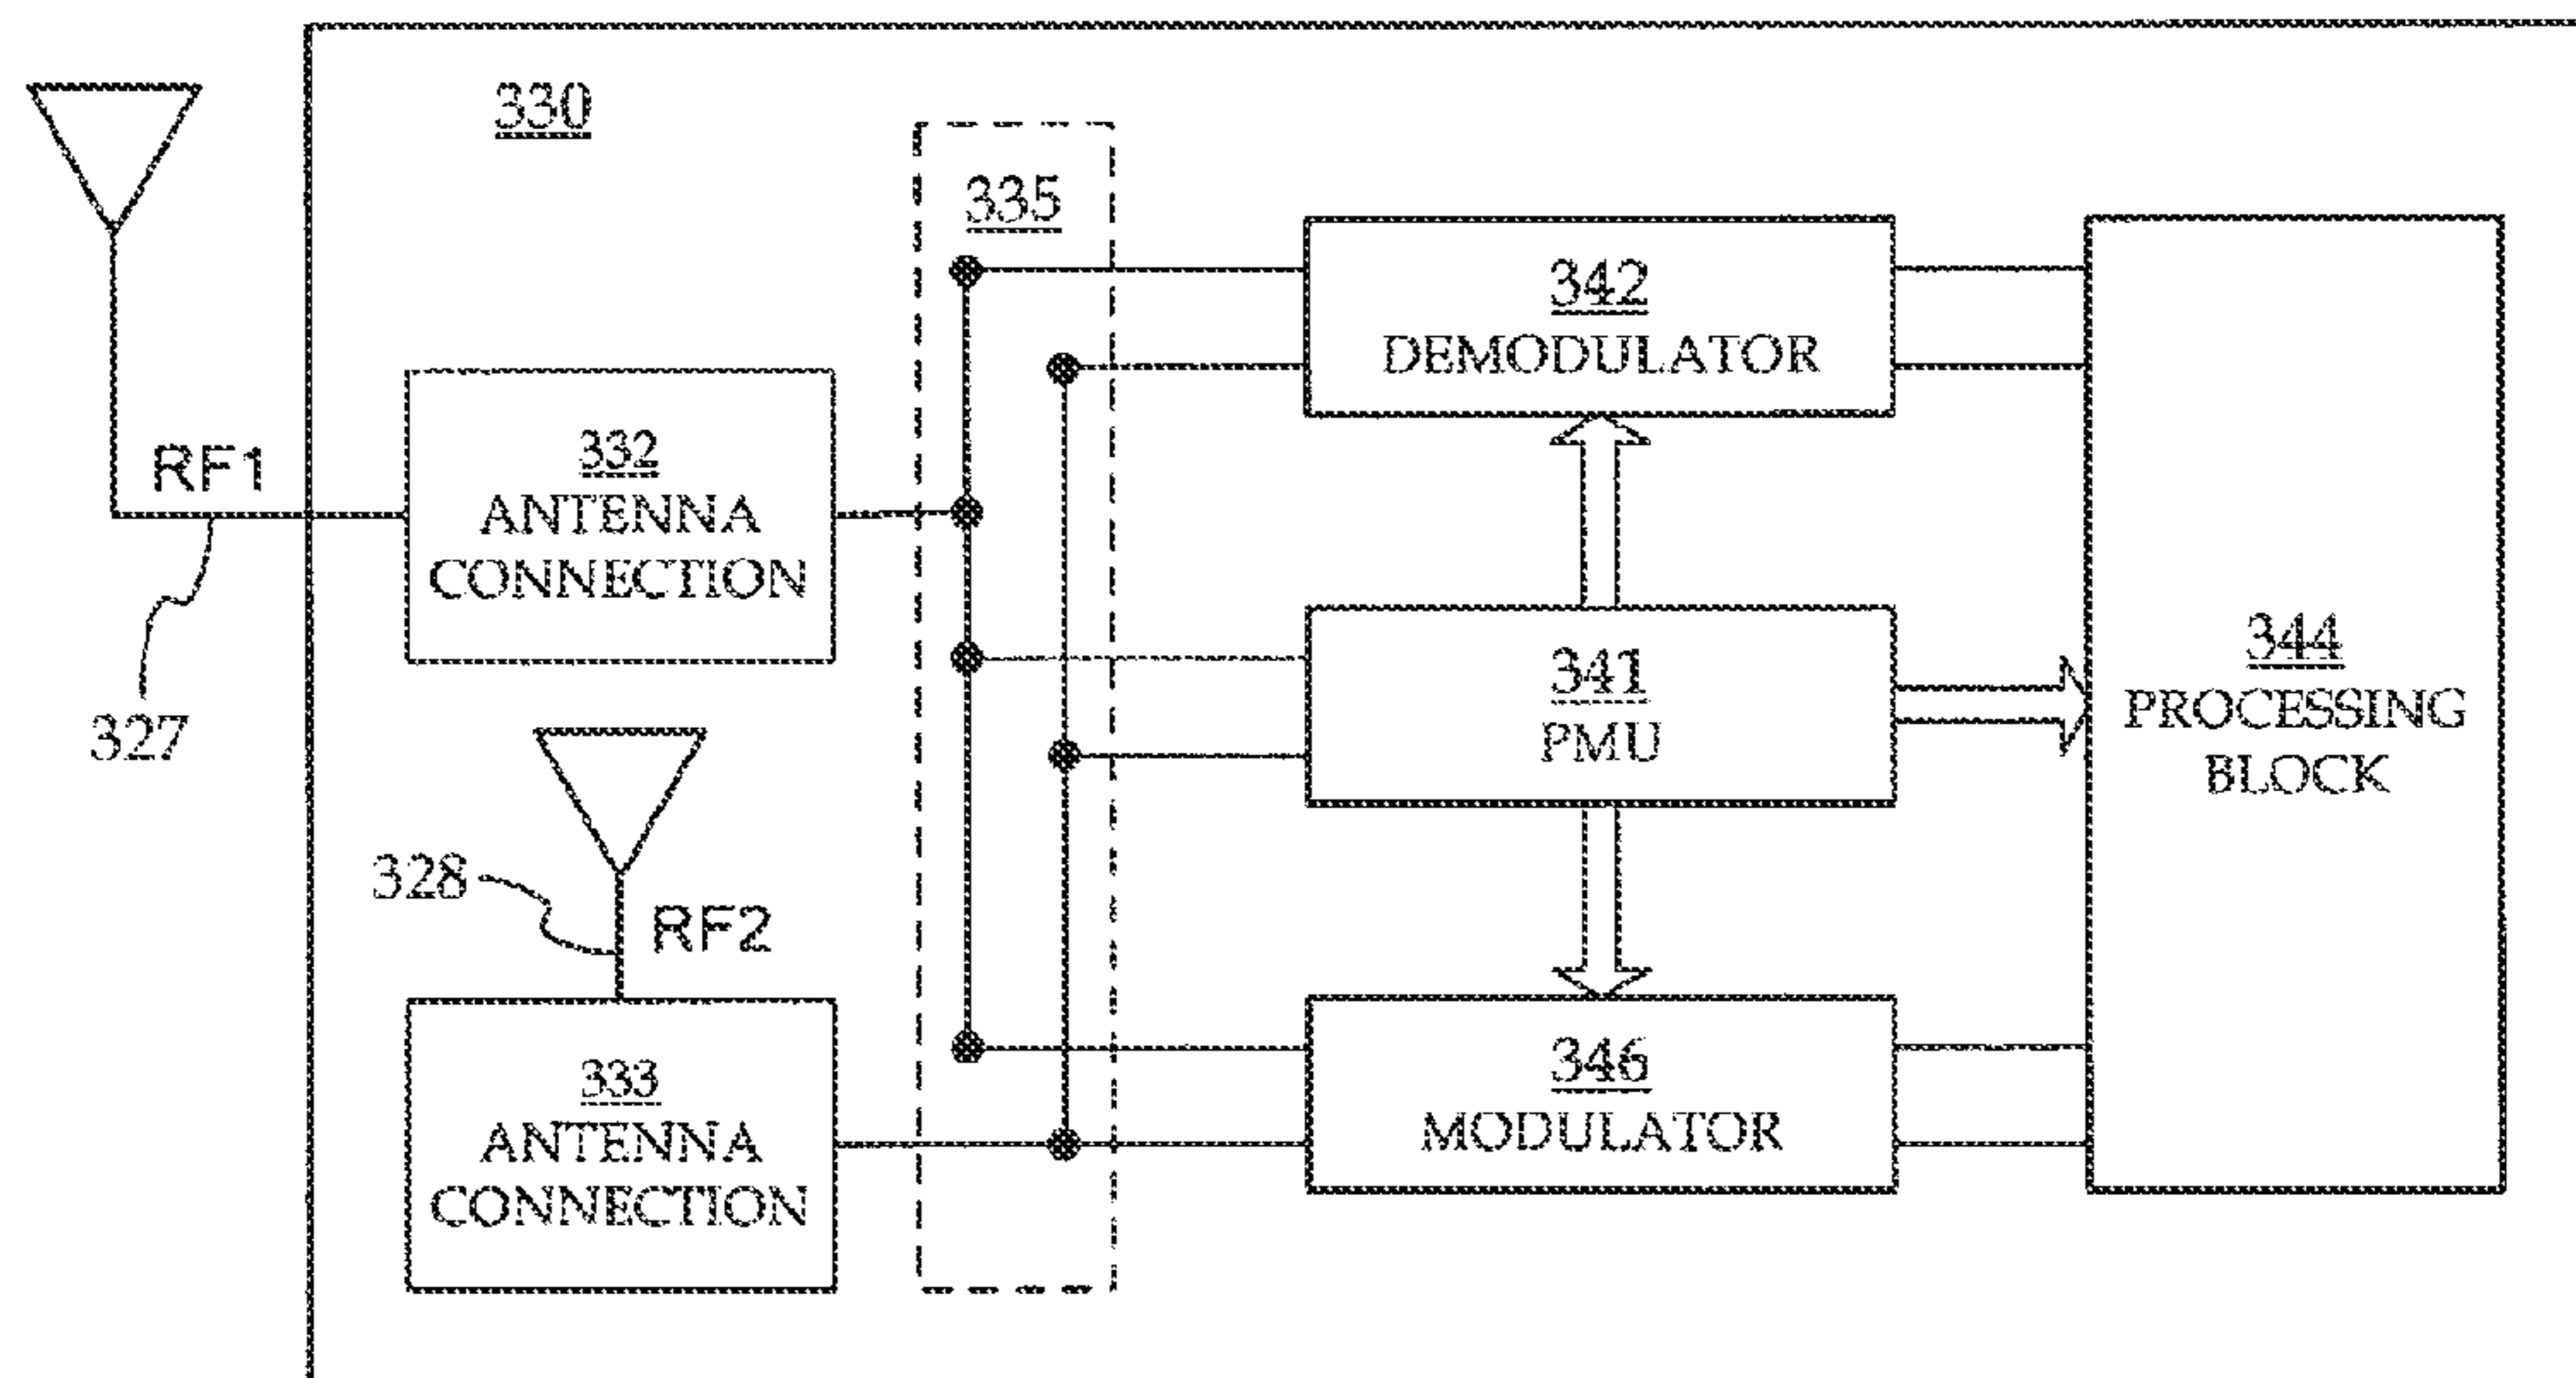 330
335
342
DEMODULATOR
332
ANTENNA
CONNECTION
RF1
327
341
PMU
344
PROCESSING
BLOCK
328
RF2
333
ANTENNA
CONNECTION
346
MODULATOR